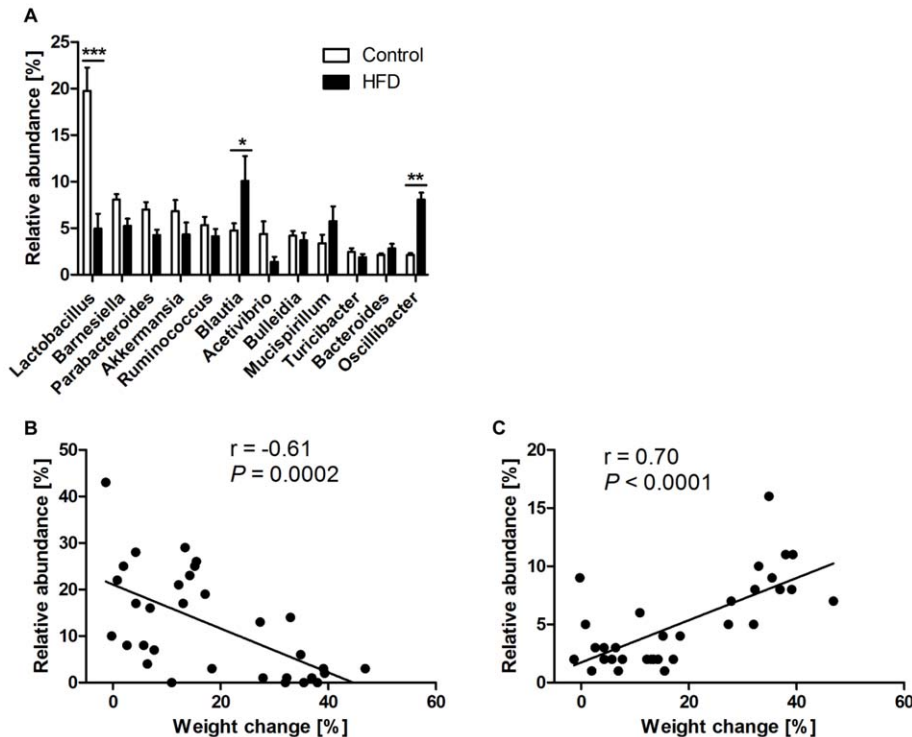 A
Relative abundance [%]
25
20
15
10
5
0
***
*
**
Control
HFD
Lactobacillus
Barnesiella
Parabacteroides
Akkermansia
Ruminococcus
Blautia
Acetivibrio
Bulleidia
Mucispirillum
Turicibacter
Bacteroides
Oscillibacter
B
r = -0.61
P = 0.0002
Relative abundance [%]
50
40
30
20
10
0
0 20 40 60
Weight change [%]
C
r = 0.70
P < 0.0001
Relative abundance [%]
20
15
10
5
0
0 20 40 60
Weight change [%]